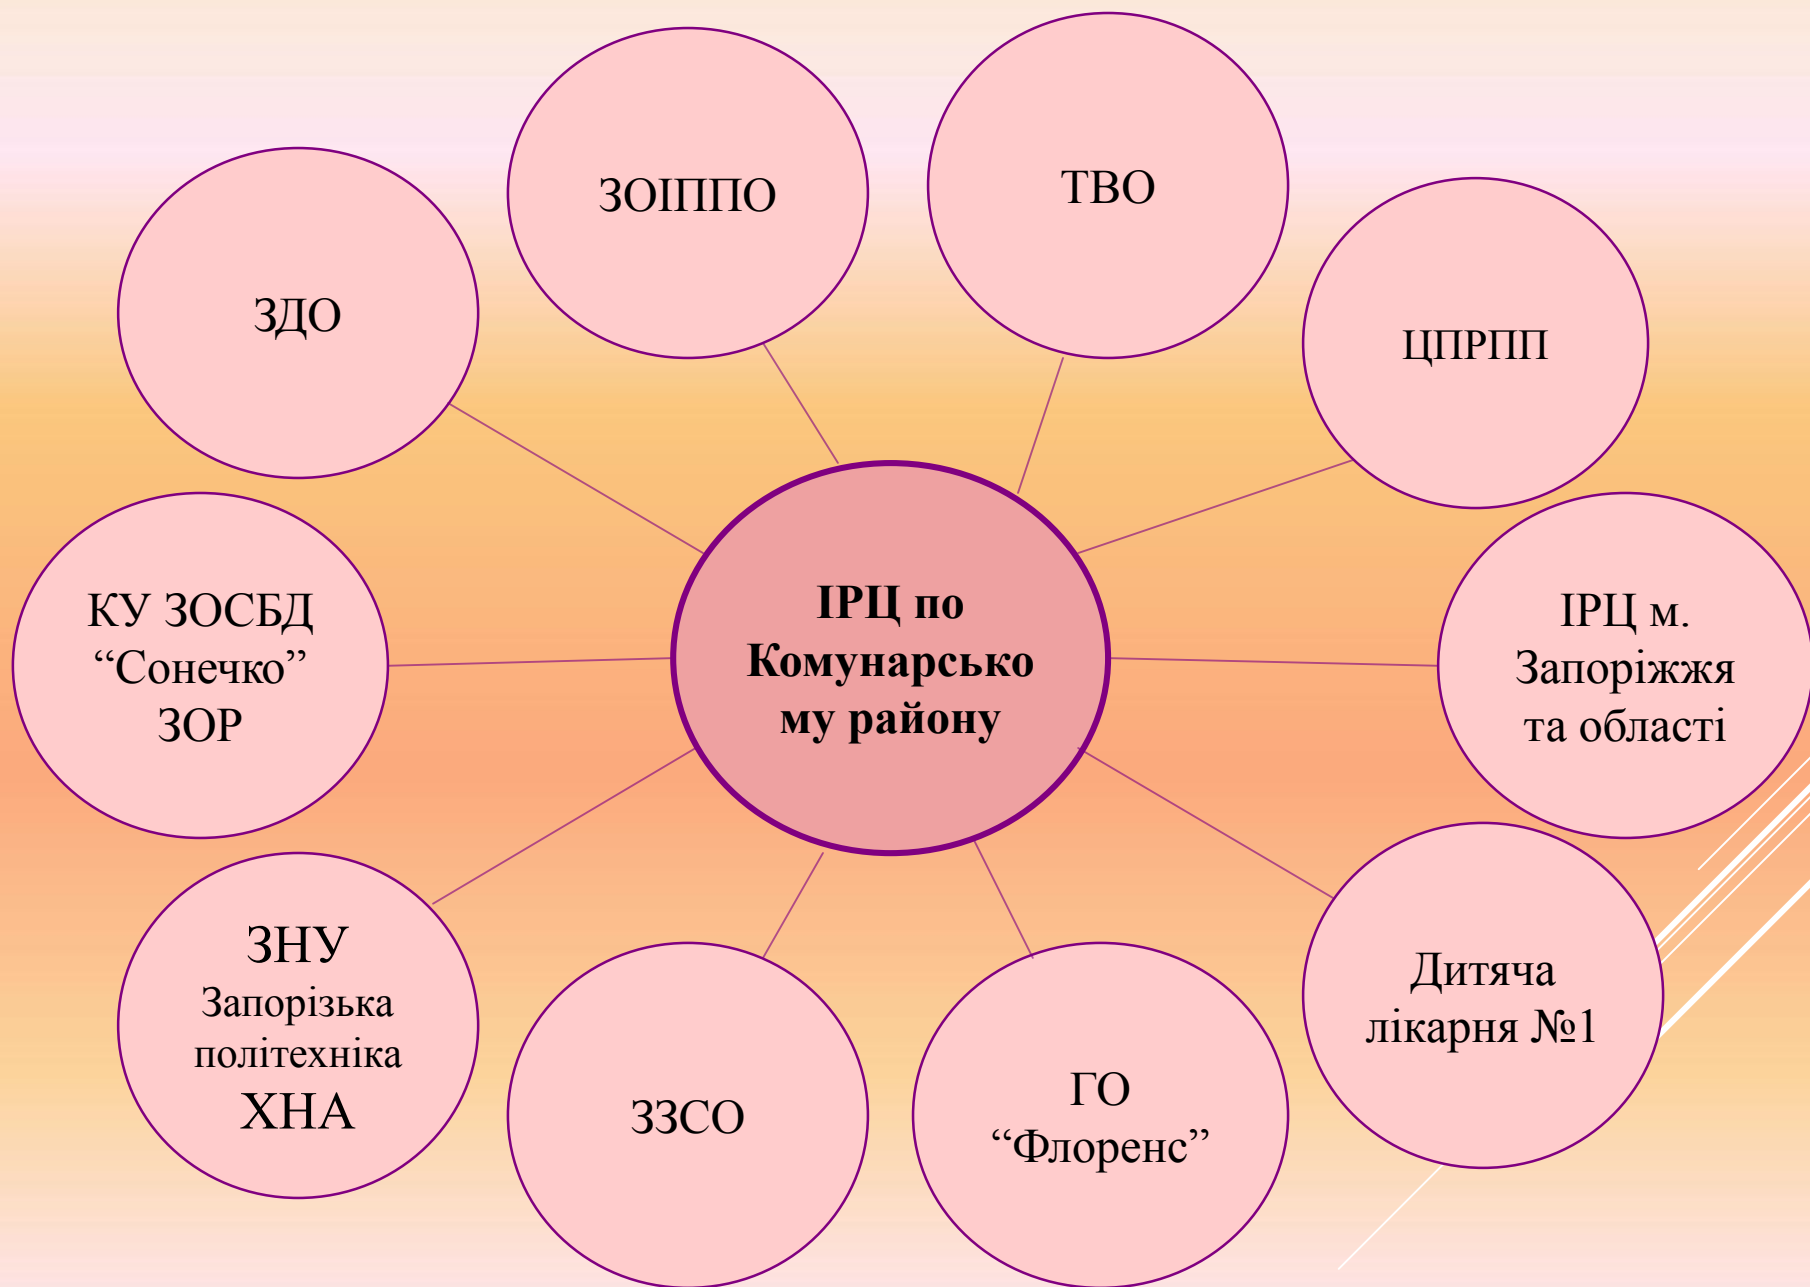 ЗОІППО
ТВО
ЗДО
ЦПРПП
КУ ЗОСБД
“Сонечко”
ЗОР
ІРЦ по
Комунарсько
му району
ІРЦ м.
Запоріжжя
та області
ЗНУ
Запорізька
політехніка
ХНА
ЗЗСО
ГО
“Флоренс”
Дитяча
лікарня №1